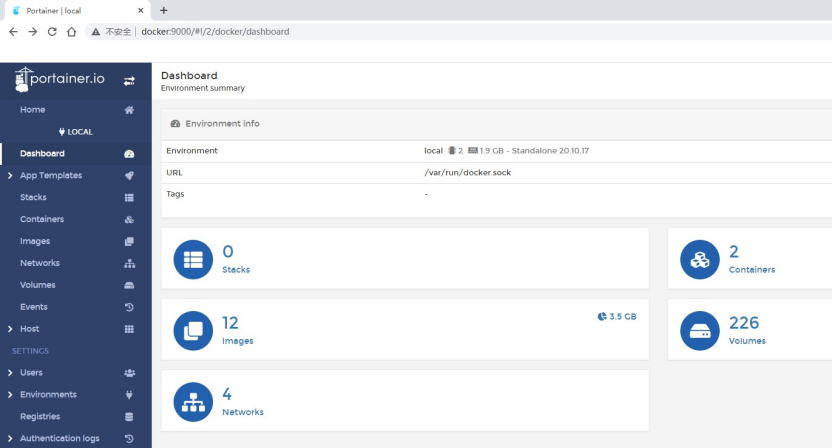 Portainer | local
不安全 docker:9000/#!/2/docker/dashboard
portainer.io
Home
LOCAL
Dashboard
App Templates
Stacks
Containers
Images
Networks
Volumes
Events
Host
SETTINGS
Users
Environments
Registries
Authentication logs
Dashboard
Environment summary
Environment info
Environment local 2 1.9 GB - Standalone 20.10.17
URL /var/run/docker.sock
Tags -
0
Stacks
2
Containers
12
Images
3.5 GB
226
Volumes
4
Networks